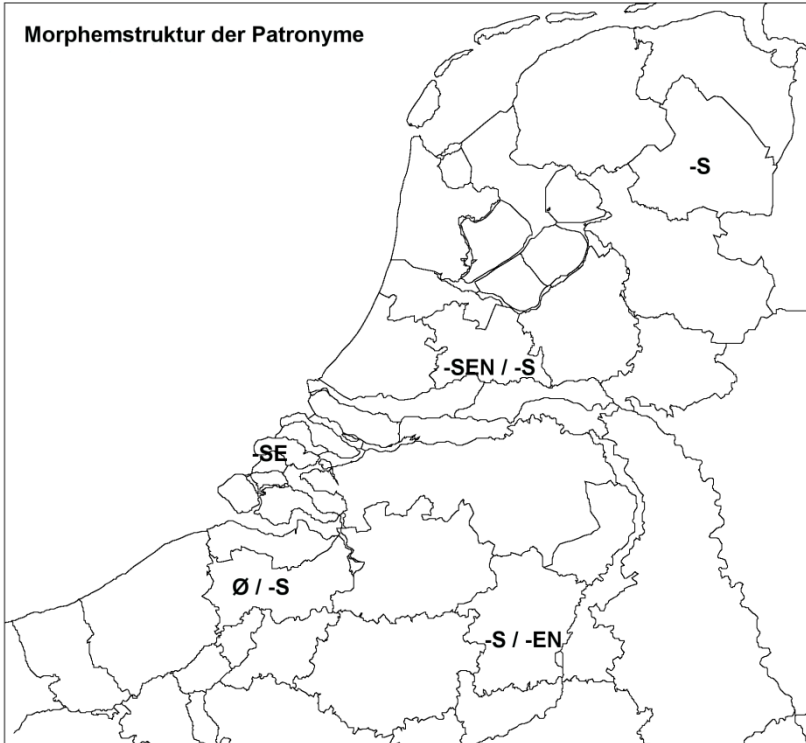 Morphemstruktur der Patronyme
-S
-SEN / -S
-SE
Ø / -S
-S / -EN